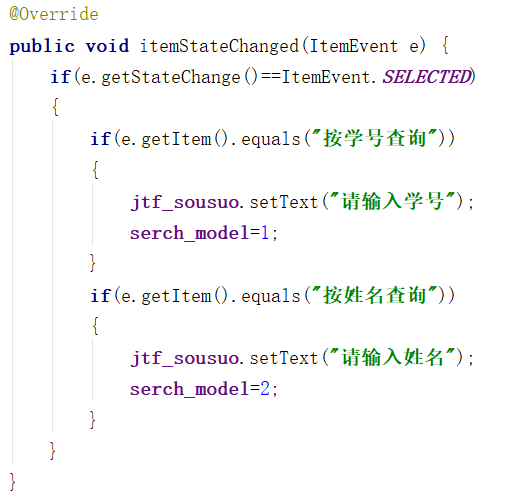 @Override
public void itemStateChanged(ItemEvent e) {
if(e.getStateChange()==ItemEvent.SELECTED)
{
if(e.getItem().equals("按学号查询"))
{
jtf_sousuo.setText("请输入学号");
serch_model=1;
}
if(e.getItem().equals("按姓名查询"))
{
jtf_sousuo.setText("请输入姓名");
serch_model=2;
}
}
}